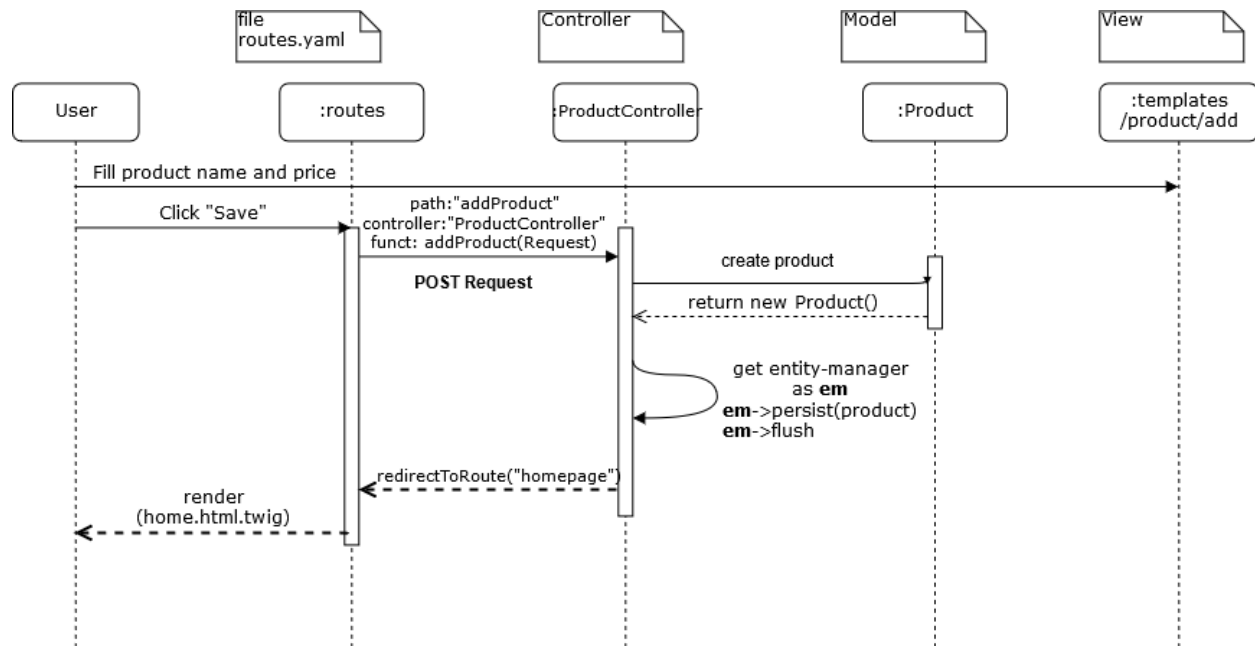 file
routes.yaml
Controller
Model
View
User
:routes
:ProductController
:Product
:templates
/product/add
Fill product name and price
Click "Save"
path:"addProduct"
controller:"ProductController"
funct: addProduct(Request)
POST Request
create product
return new Product()
get entity-manager
as em
em->persist(product)
em->flush
redirectToRoute("homepage")
render
(home.html.twig)